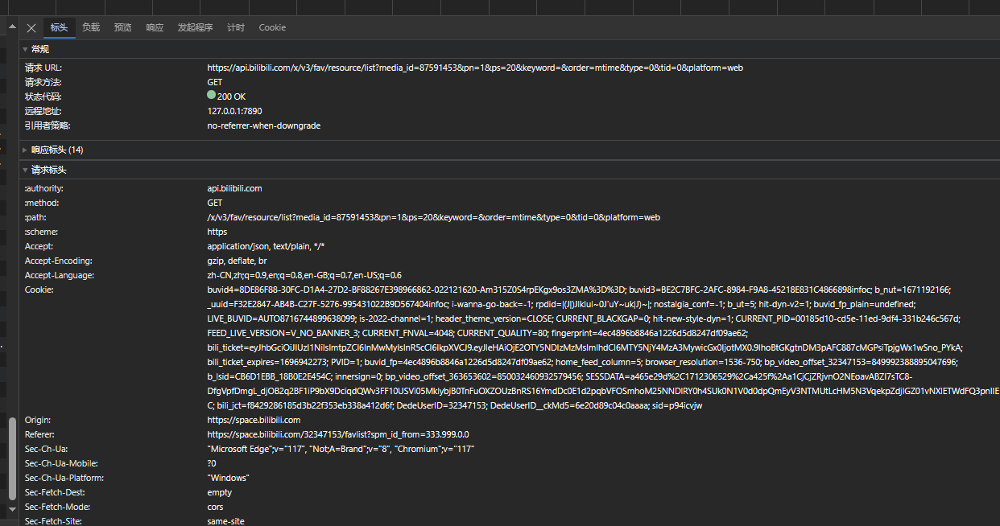 标头 负载 预览 响应 发起程序 计时 Cookie
常规
请求 URL: https://api.bilibili.com/x/v3/fav/resource/list?media_id=87591453&pn=1&ps=20&keyword=&order=mtime&type=0&tid=0&platform=web
请求方法: GET
状态代码: 200 OK
远程地址: 127.0.0.1:7890
引用者策略: no-referrer-when-downgrade
响应标头 (14)
请求标头
:authority: api.bilibili.com
:method: GET
:path: /x/v3/fav/resource/list?media_id=87591453&pn=1&ps=20&keyword=&order=mtime&type=0&tid=0&platform=web
:scheme: https
Accept: application/json, text/plain, */*
Accept-Encoding: gzip, deflate, br
Accept-Language: zh-CN,zh;q=0.9,en;q=0.8,en-GB;q=0.7,en-US;q=0.6
Cookie: buvid4=8DE86F88-30FC-D1A4-27D2-BF88267E398966862-022121620-Am315Z0S4rpEKgx9os3ZMA%3D%3D; buvid3=BE2C7BFC-2AFC-8984-F9A8-45218E831C4866898infoc; b_nut=1671192166;
_uuid=F32E2847-AB4B-C27F-5276-995431022B9D567404infoc; i-wanna-go-back=-1; rpdid=|(J|)JIkIul~0J'uY~uk|J)~|; nostalgia_conf=-1; b_ut=5; hit-dyn-v2=1; buvid_fp_plain=undefined;
LIVE_BUVID=AUTO8716744899638099; is-2022-channel=1; header_theme_version=CLOSE; CURRENT_BLACKGAP=0; hit-new-style-dyn=1; CURRENT_PID=00185d10-cd5e-11ed-9df4-331b246c567d;
FEED_LIVE_VERSION=V_NO_BANNER_3; CURRENT_FNVAL=4048; CURRENT_QUALITY=80; fingerprint=4ec4896b8846a1226d5d8247df09ae62;
bili_ticket=
bili_ticket_expires=1696942273; PVID=1; buvid_fp=4ec4896b8846a1226d5d8247df09ae62; home_feed_column=5; browser_resolution=1536-750; bp_video_offset_32347153=849992388895047696;
b_lsid=CB6D1EBB_18B0E2E454C; innersign=0; bp_video_offset_363653602=850032460932579456; SESSDATA=
bili_jct=f8429286185d3b22f353eb338a412d6f; DedeUserID=32347153; DedeUserID__ckMd5=6e20d89c04c0aaaa; sid=p94icvjw
Origin: https://space.bilibili.com
Referer: https://space.bilibili.com/32347153/favlist?spm_id_from=333.999.0.0
Sec-Ch-Ua: "Microsoft Edge";v="117", "Not;A=Brand";v="8", "Chromium";v="117"
Sec-Ch-Ua-Mobile: ?0
Sec-Ch-Ua-Platform: "Windows"
Sec-Fetch-Dest: empty
Sec-Fetch-Mode: cors
Sec-Fetch-Site: same-site